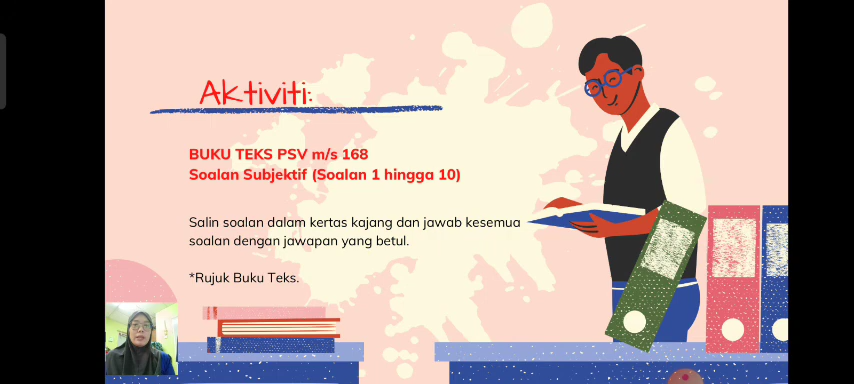 Aktiviti:
BUKU TEKS PSV m/s 168
Soalan Subjektif (Soalan 1 hingga 10)
Salin soalan dalam kertas kajang dan jawab kesemua
soalan dengan jawapan yang betul.
*Rujuk Buku Teks.